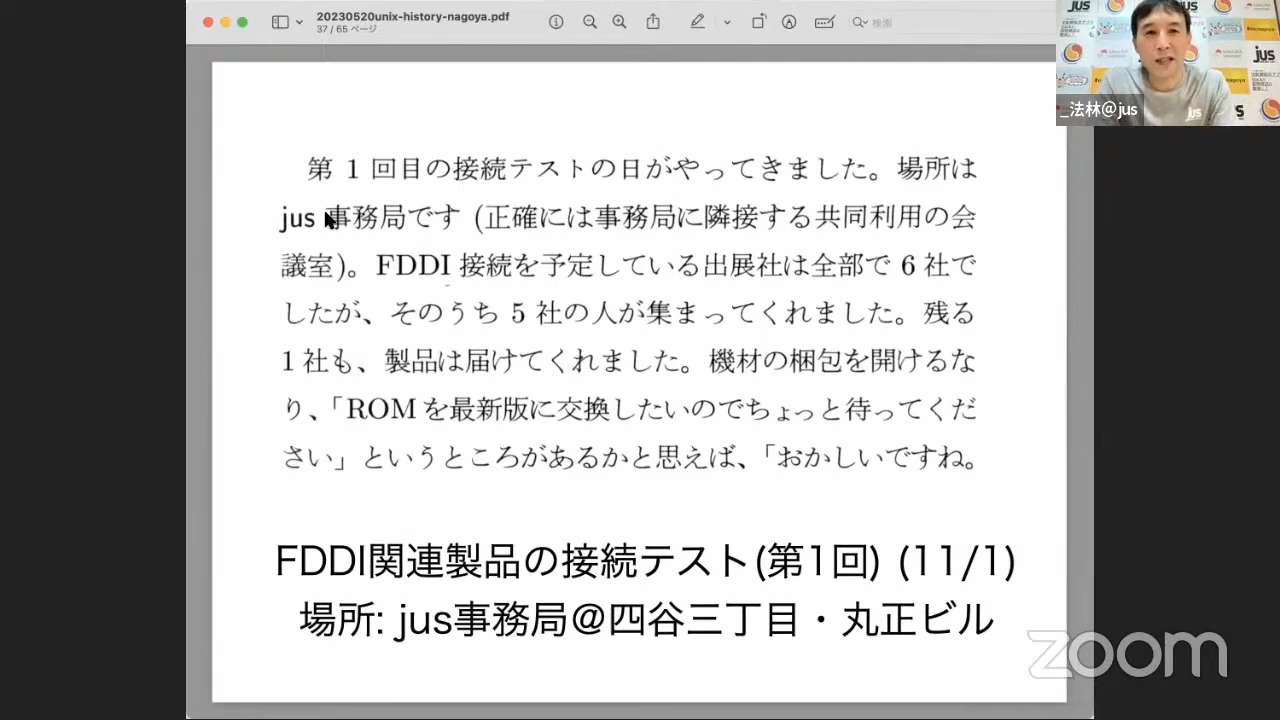 20230520unix-history-nagoya.pdf
37 / 65 ページ
検索
jus
jus
_法林@jus
第 1 回目の接続テストの日がやってきました。場所は
jus 事務局です (正確には事務局に隣接する共同利用の会
議室)。FDDI 接続を予定している出展社は全部で 6 社で
したが、そのうち 5 社の人が集まってくれました。残る
1 社も、製品は届けてくれました。機材の梱包を開けるな
り、「ROM を最新版に交換したいのでちょっと待ってくだ
さい」というところがあるかと思えば、「おかしいですね。
FDDI関連製品の接続テスト(第1回) (11/1)
場所: jus事務局@四谷三丁目・丸正ビル
zoom